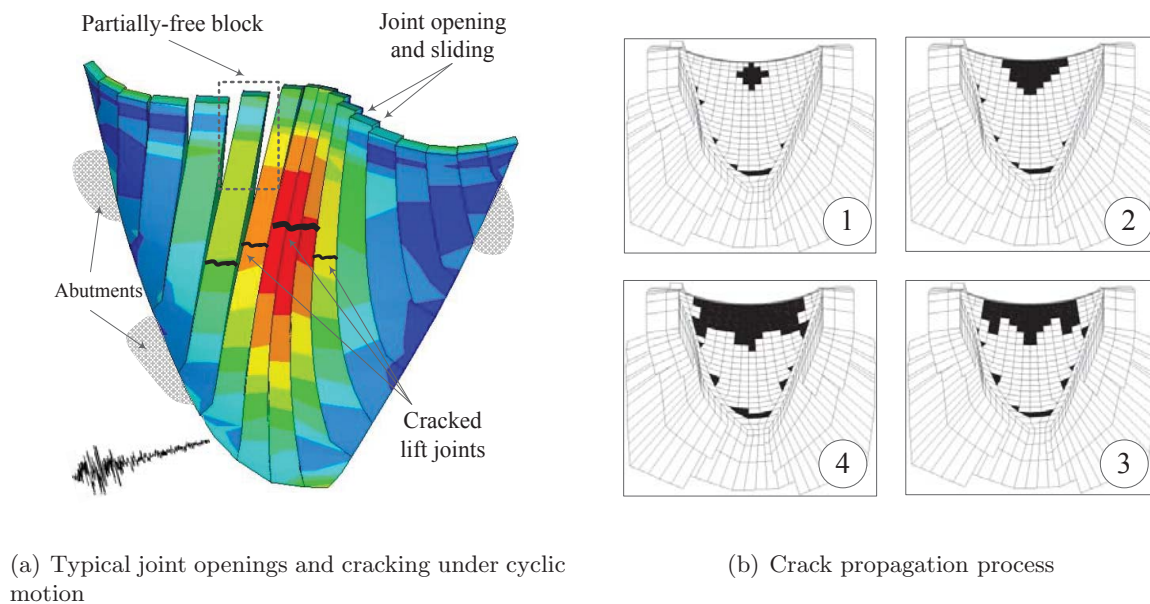 Partially-free block
Joint opening
and sliding
Abutments
Cracked
lift joints
1
2
4
3
(a) Typical joint openings and cracking under cyclic
motion
(b) Crack propagation process